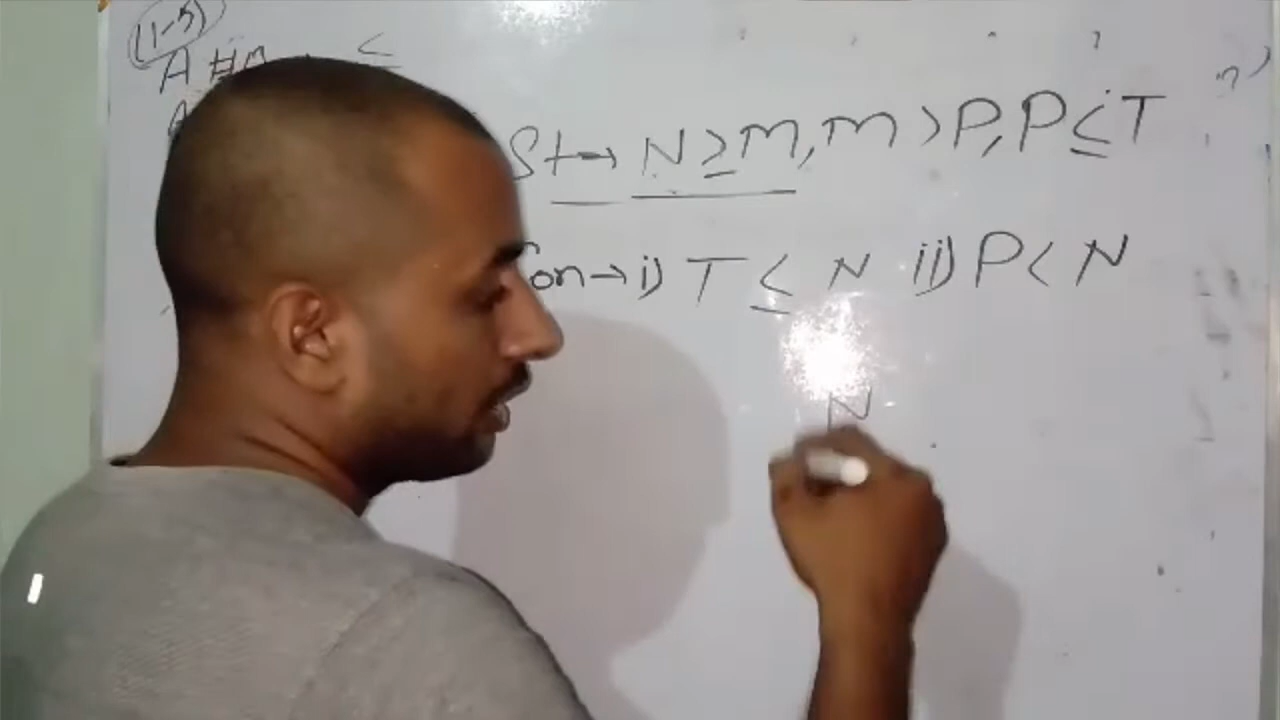 (1-5)
A #
St→ N ≥ M, M > P, P ≤ T
Con→ i) T ≤ N ii) P < N
N